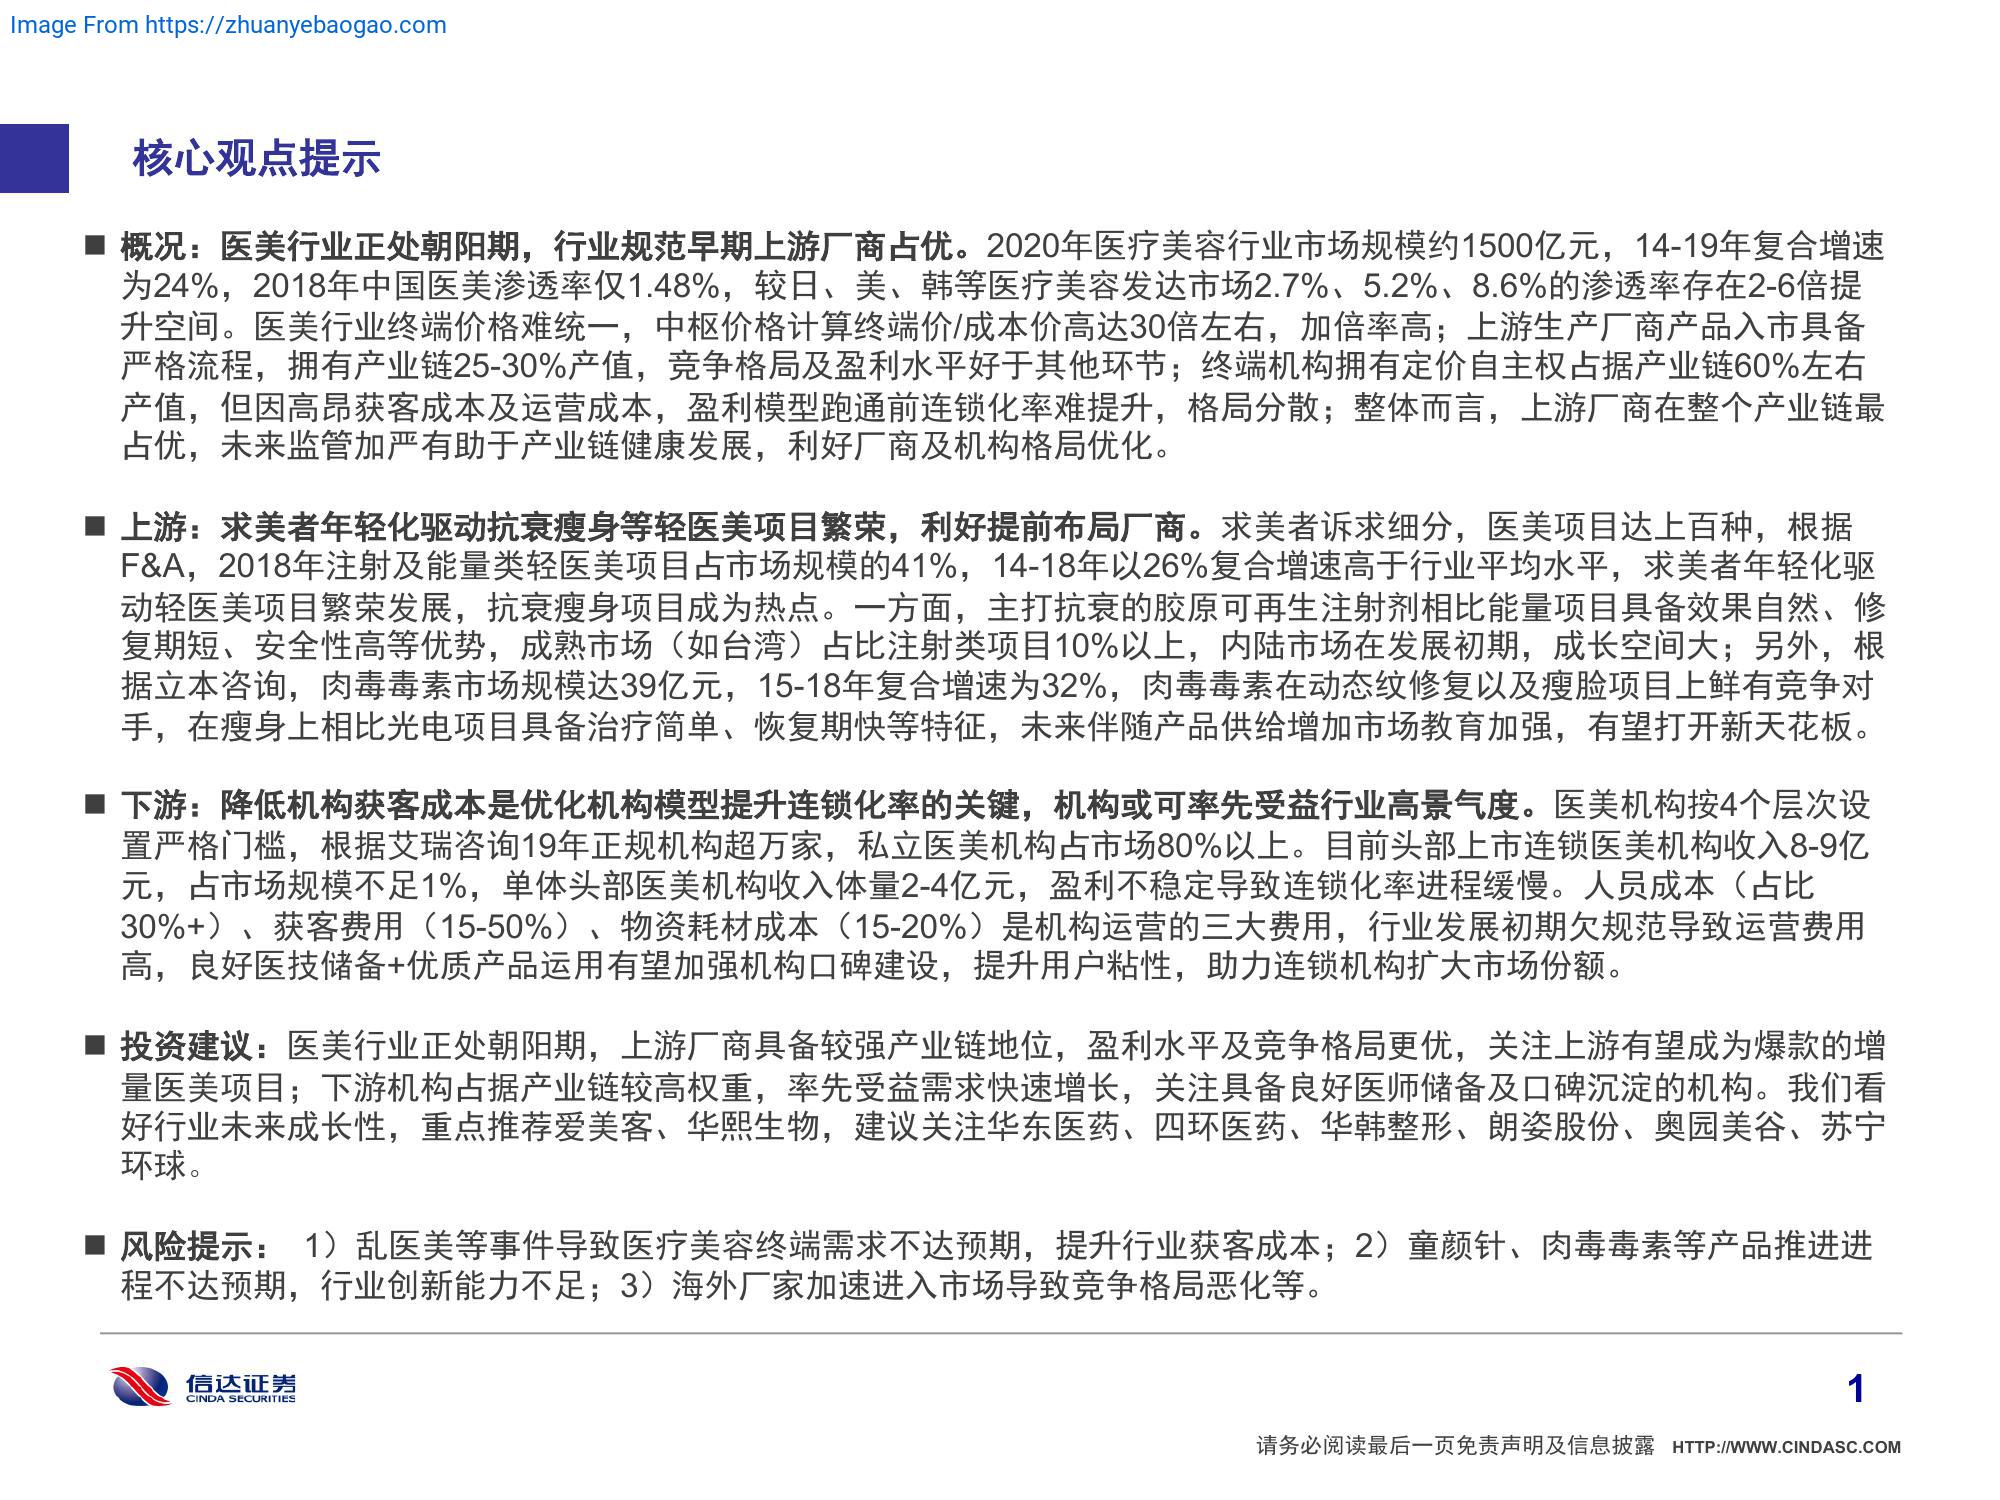 Image From https://zhuanyebaogao.com
核心观点提示
■ 概况：医美行业正处朝阳期，行业规范早期上游厂商占优。2020年医疗美容行业市场规模约1500亿元，14-19年复合增速
为24%，2018年中国医美渗透率仅1.48%，较日、美、韩等医疗美容发达市场2.7%、5.2%、8.6%的渗透率存在2-6倍提
升空间。医美行业终端价格难统一，中枢价格计算终端价/成本价高达30倍左右，加倍率高；上游生产厂商产品入市具备
严格流程，拥有产业链25-30%产值，竞争格局及盈利水平好于其他环节；终端机构拥有定价自主权占据产业链60%左右
产值，但因高昂获客成本及运营成本，盈利模型跑通前连锁化率难提升，格局分散；整体而言，上游厂商在整个产业链最
占优，未来监管加严有助于产业链健康发展，利好厂商及机构格局优化。
■ 上游：求美者年轻化驱动抗衰瘦身等轻医美项目繁荣，利好提前布局厂商。求美者诉求细分，医美项目达上百种，根据
F&A，2018年注射及能量类轻医美项目占市场规模的41%，14-18年以26%复合增速高于行业平均水平，求美者年轻化驱
动轻医美项目繁荣发展，抗衰瘦身项目成为热点。一方面，主打抗衰的胶原可再生注射剂相比能量项目具备效果自然、修
复期短、安全性高等优势，成熟市场（如台湾）占比注射类项目10%以上，内陆市场在发展初期，成长空间大；另外，根
据立本咨询，肉毒毒素市场规模达39亿元，15-18年复合增速为32%，肉毒毒素在动态纹修复以及瘦脸项目上鲜有竞争对
手，在瘦身上相比光电项目具备治疗简单、恢复期快等特征，未来伴随产品供给增加市场教育加强，有望打开新天花板。
■ 下游：降低机构获客成本是优化机构模型提升连锁化率的关键，机构或可率先受益行业高景气度。医美机构按4个层次设
置严格门槛，根据艾瑞咨询19年正规机构超万家，私立医美机构占市场80%以上。目前头部上市连锁医美机构收入8-9亿
元，占市场规模不足1%，单体头部医美机构收入体量2-4亿元，盈利不稳定导致连锁化率进程缓慢。人员成本（占比
30%+）、获客费用（15-50%）、物资耗材成本（15-20%）是机构运营的三大费用，行业发展初期欠规范导致运营费用
高，良好医技储备+优质产品运用有望加强机构口碑建设，提升用户粘性，助力连锁机构扩大市场份额。
■ 投资建议：医美行业正处朝阳期，上游厂商具备较强产业链地位，盈利水平及竞争格局更优，关注上游有望成为爆款的增
量医美项目；下游机构占据产业链较高权重，率先受益需求快速增长，关注具备良好医师储备及口碑沉淀的机构。我们看
好行业未来成长性，重点推荐爱美客、华熙生物，建议关注华东医药、四环医药、华韩整形、朗姿股份、奥园美谷、苏宁
环球。
■ 风险提示： 1）乱医美等事件导致医疗美容终端需求不达预期，提升行业获客成本；2）童颜针、肉毒毒素等产品推进进
程不达预期，行业创新能力不足；3）海外厂家加速进入市场导致竞争格局恶化等。
信达证券
CINDA SECURITIES
1
请务必阅读最后一页免责声明及信息披露 HTTP://WWW.CINDASC.COM